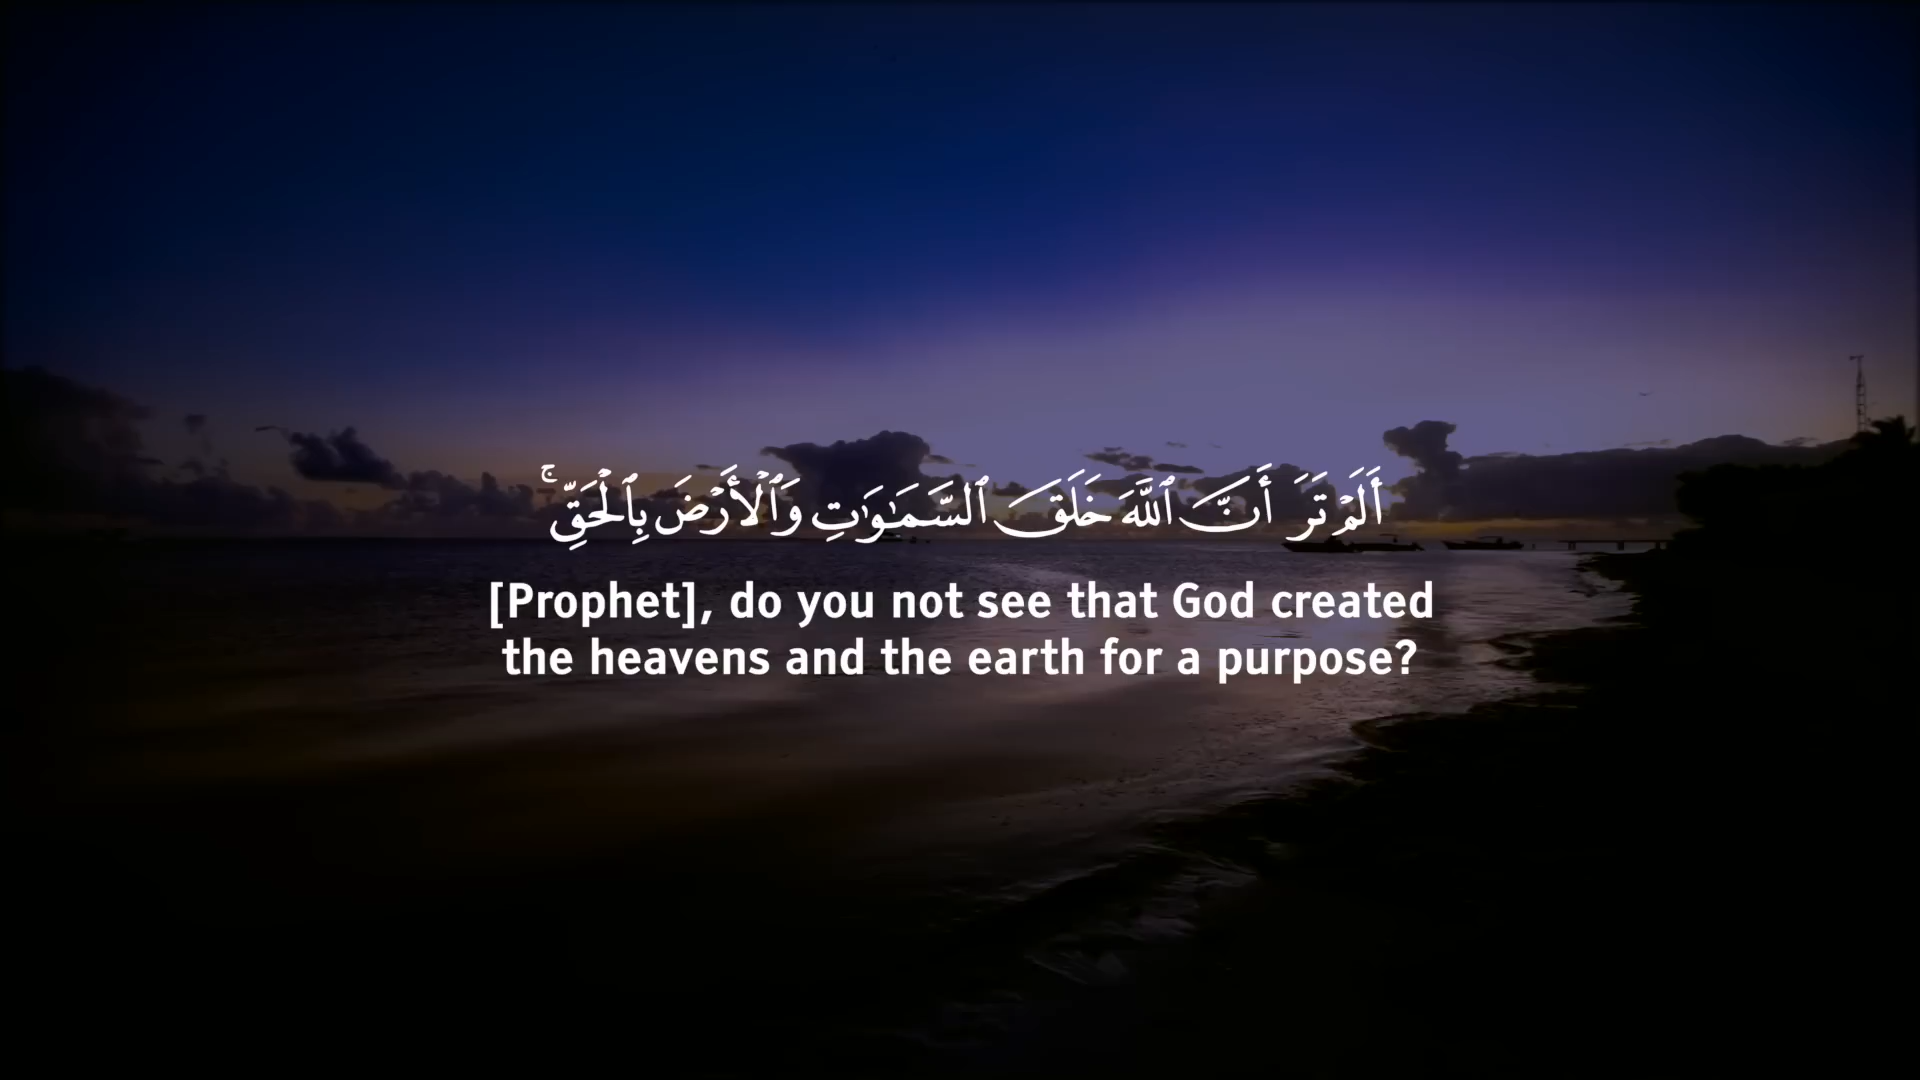 أَلَمْ تَرَ أَنَّ ٱللَّهَ خَلَقَ ٱلسَّمَـٰوَٰتِ وَٱلْأَرْضَ بِٱلْحَقِّ ۚ
[Prophet], do you not see that God created
the heavens and the earth for a purpose?